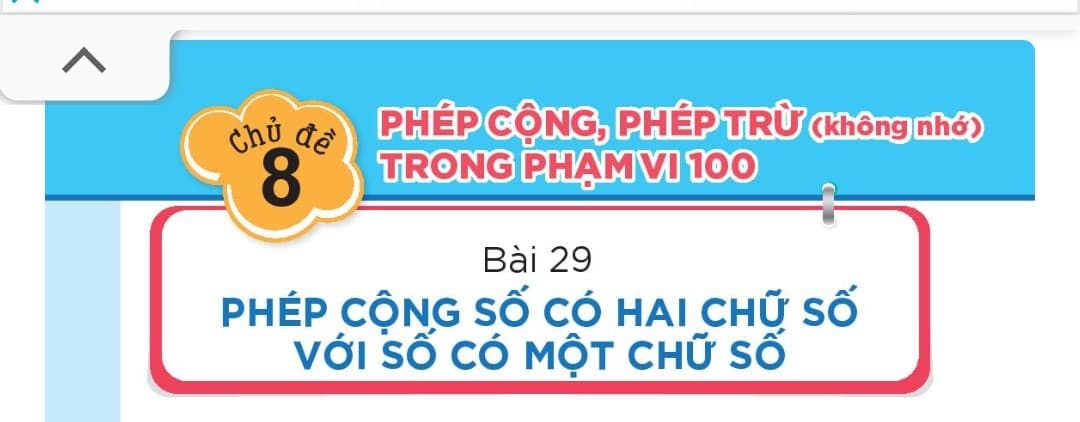 Chủ đề
8
PHÉP CỘNG, PHÉP TRỪ (không nhớ)
TRONG PHẠM VI 100
Bài 29
PHÉP CỘNG SỐ CÓ HAI CHỮ SỐ
VỚI SỐ CÓ MỘT CHỮ SỐ